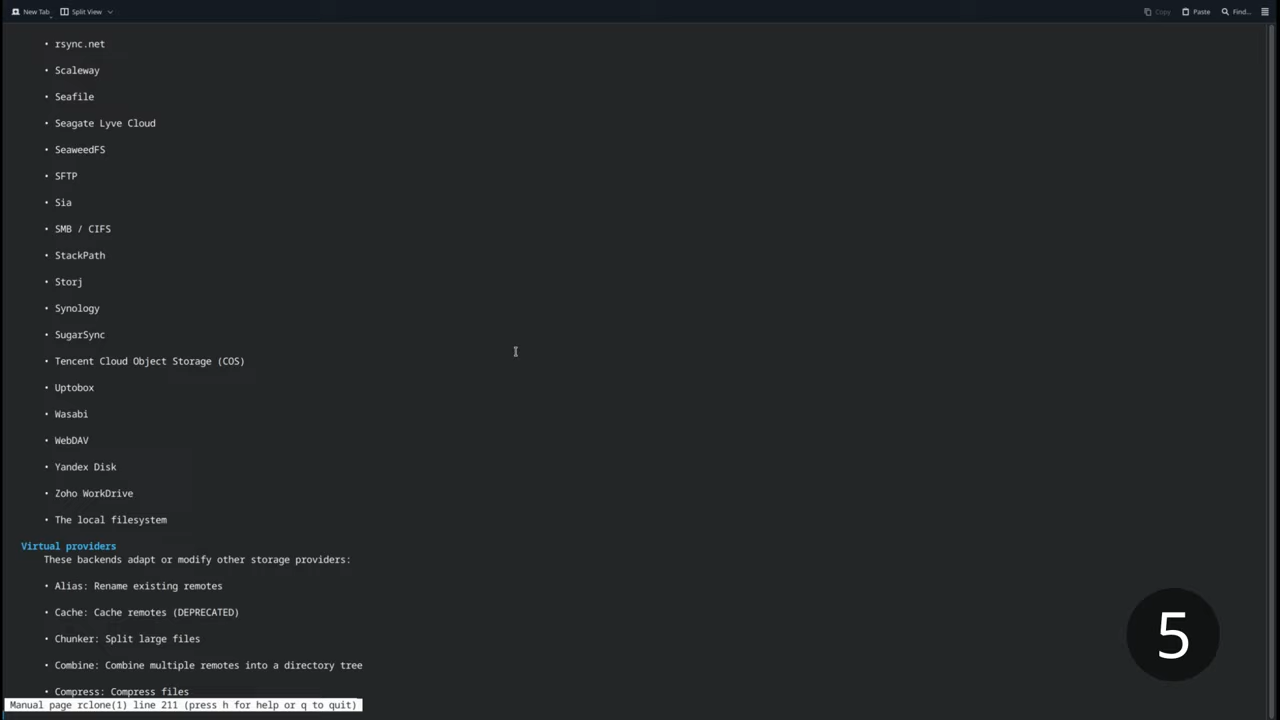 New Tab
Split View
Copy
Paste
Find...
• rsync.net
• Scaleway
• Seafile
• Seagate Lyve Cloud
• SeaweedFS
• SFTP
• Sia
• SMB / CIFS
• StackPath
• Storj
• Synology
• SugarSync
• Tencent Cloud Object Storage (COS)
• Uptobox
• Wasabi
• WebDAV
• Yandex Disk
• Zoho WorkDrive
• The local filesystem
Virtual providers
These backends adapt or modify other storage providers:
• Alias: Rename existing remotes
• Cache: Cache remotes (DEPRECATED)
• Chunker: Split large files
• Combine: Combine multiple remotes into a directory tree
• Compress: Compress files
Manual page rclone(1) line 211 (press h for help or q to quit)
5